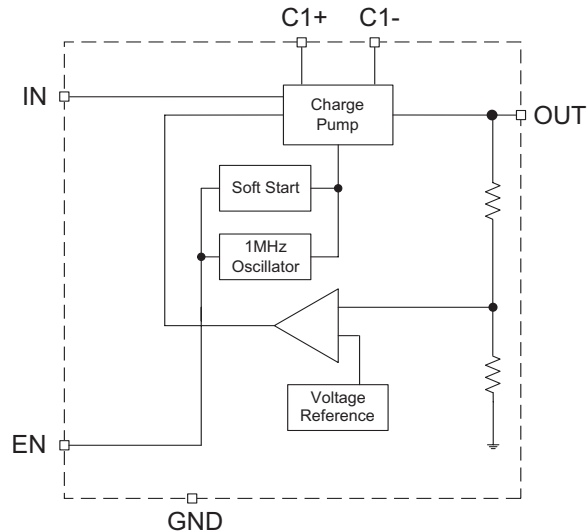 C1+ C1-
IN
Charge
Pump
OUT
Soft Start
1MHz
Oscillator
Voltage
Reference
EN
GND